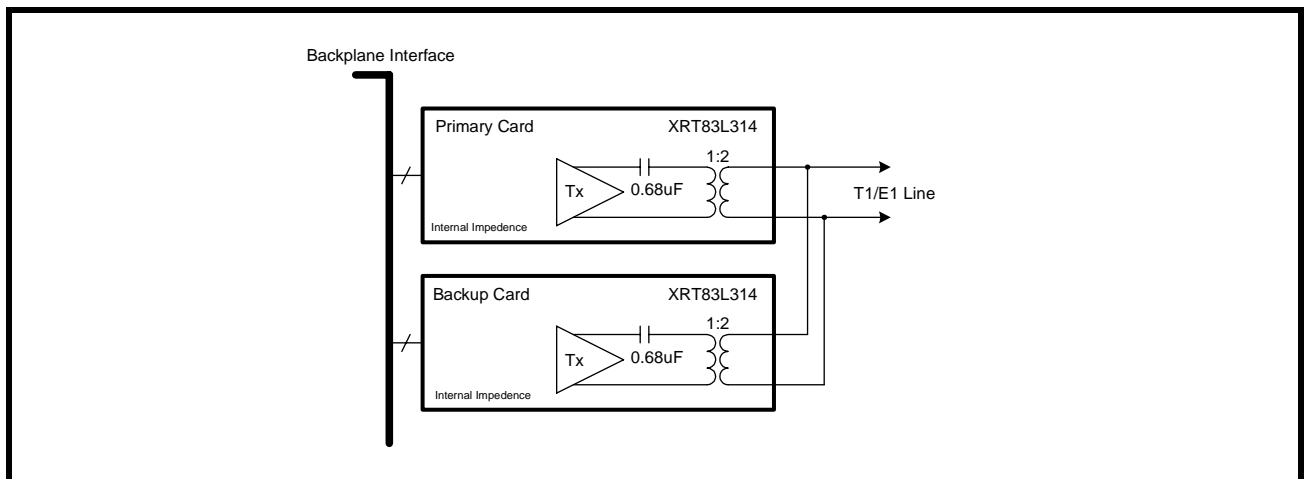 Backplane Interface
Primary Card
XRT83L314
1:2
Tx
0.68uF
T1/E1 Line
Internal Impedence
Backup Card
XRT83L314
1:2
Tx
0.68uF
Internal Impedence